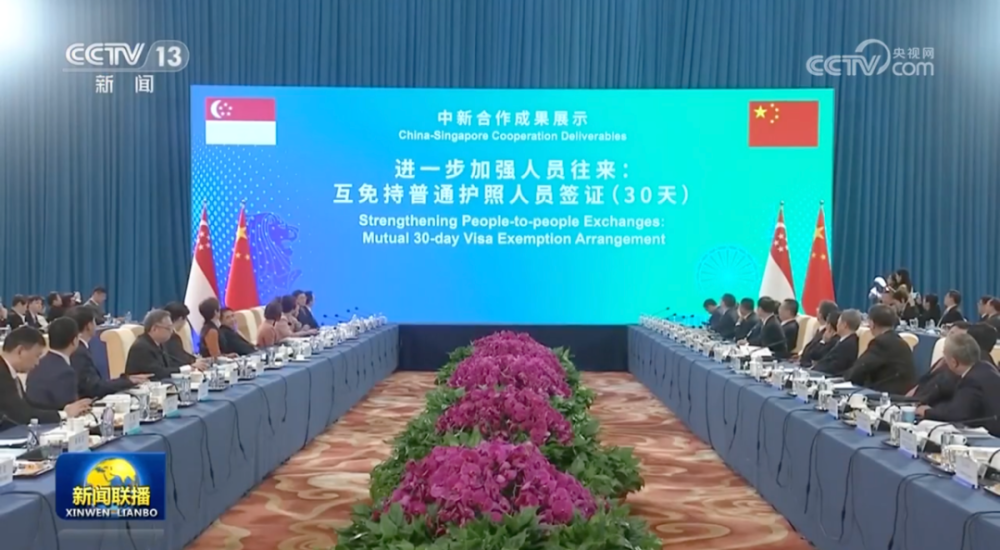 CCTV 13
新闻
央视网
CCTV.com
中新合作成果展示
China-Singapore Cooperation Deliverables
进一步加强人员往来：
互免持普通护照人员签证（30天）
Strengthening People-to-people Exchanges:
Mutual 30-day Visa Exemption Arrangement
新闻联播
XINWEN-LIANBO